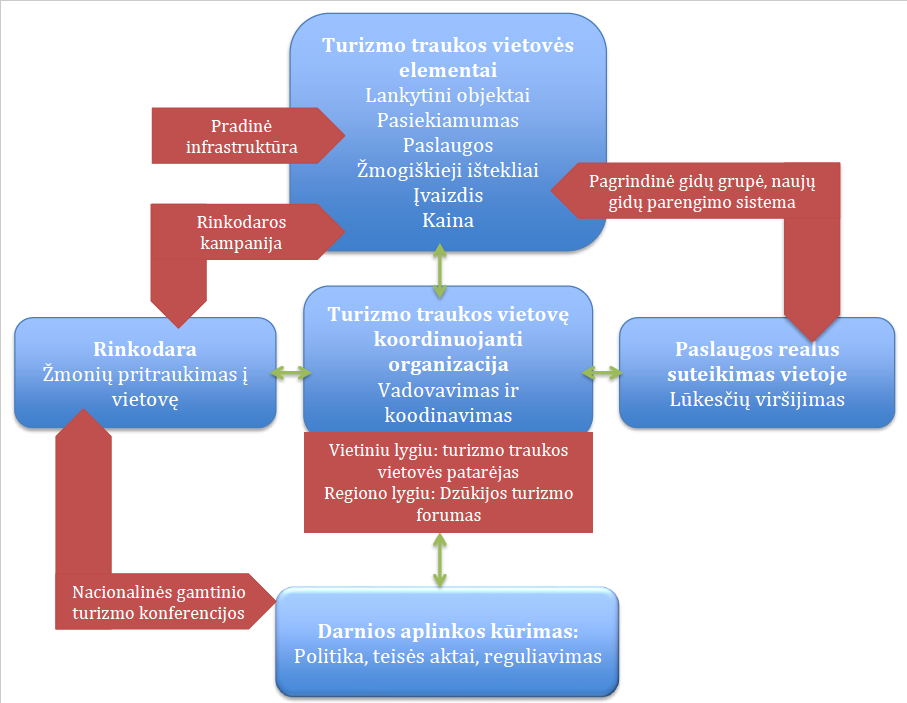 Turizmo traukos vietovės
elementai
Lankytini objektai
Pasiekiamumas
Paslaugos
Žmogiškieji ištekliai
Įvaizdis
Kaina
Pradinė
infrastruktūra
Pagrindinė gidų grupė, naujų
gidų parengimo sistema
Rinkodaros
kampanija
Rinkodara
Žmonių pritraukimas į
vietovę
Turizmo traukos vietovę
koordinuojanti
organizacija
Vadovavimas ir
koodinavimas
Paslaugos realus
suteikimas vietoje
Lūkesčių viršijimas
Vietiniu lygiu: turizmo traukos
vietovės patarėjas
Regiono lygiu: Dzūkijos turizmo
forumas
Nacionalinės gamtinio
turizmo konferencijos
Darnios aplinkos kūrimas:
Politika, teisės aktai, reguliavimas